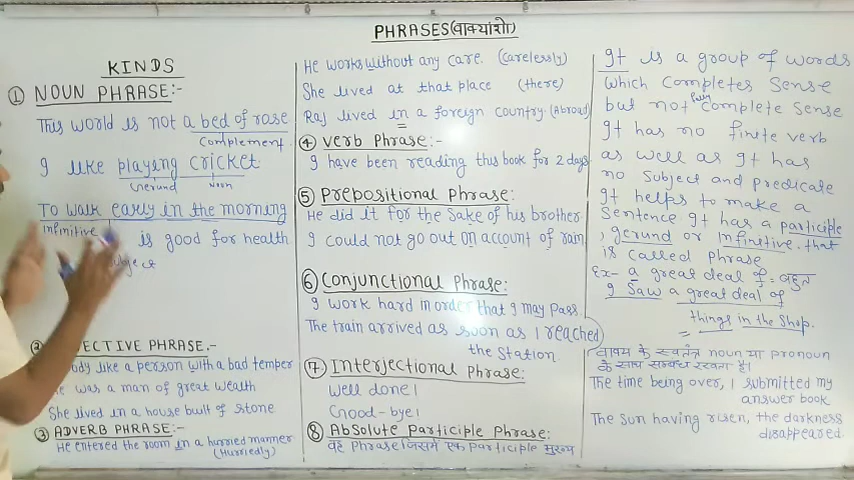 PHRASES(वाक्यांशो)
KINDS
① NOUN PHRASE:-
This world is not a bed of rose
Complement
I like playing cricket
Gerund Noun
To walk early in the morning
Infinitive
is good for health
PHRASE.-
like a person with a bad temper
was a man of great wealth
She lived in a house built of stone
③ ADVERB PHRASE:-
He entered the room in a hurried manner
(Hurriedly)
He works without any care. (carelessly)
She lived at that place (there)
Raj lived in a foreign country (Abroad)
④ Verb Phrase:-
I have been reading this book for 2 days
⑤ Prepositional Phrase:
He did it for the sake of his brother
I could not go out on account of rain
⑥ Conjunctional Phrase:
I work hard in order that I may pass.
The train arrived as soon as I reached
the station.
⑦ Interjectional Phrase:
Well done!
Good-bye!
⑧ Absolute Participle Phrase:
वह Phrase जिसमें एक Participle मुख्य
It is a group of words
which completes sense
but not fully complete sense
It has no finite verb
as well as It has
no subject and predicate
It helps to make a
sentence It has a participle
, gerund or Infinitive. that
is called phrase
Ex- a great deal of = बहुत
I saw a great deal of
things in the shop.
वाक्य के स्वतंत्र noun या pronoun
के साथ सम्बंध रखता है।
The time being over, I submitted my
answer book
The sun having risen, the darkness
disappeared.